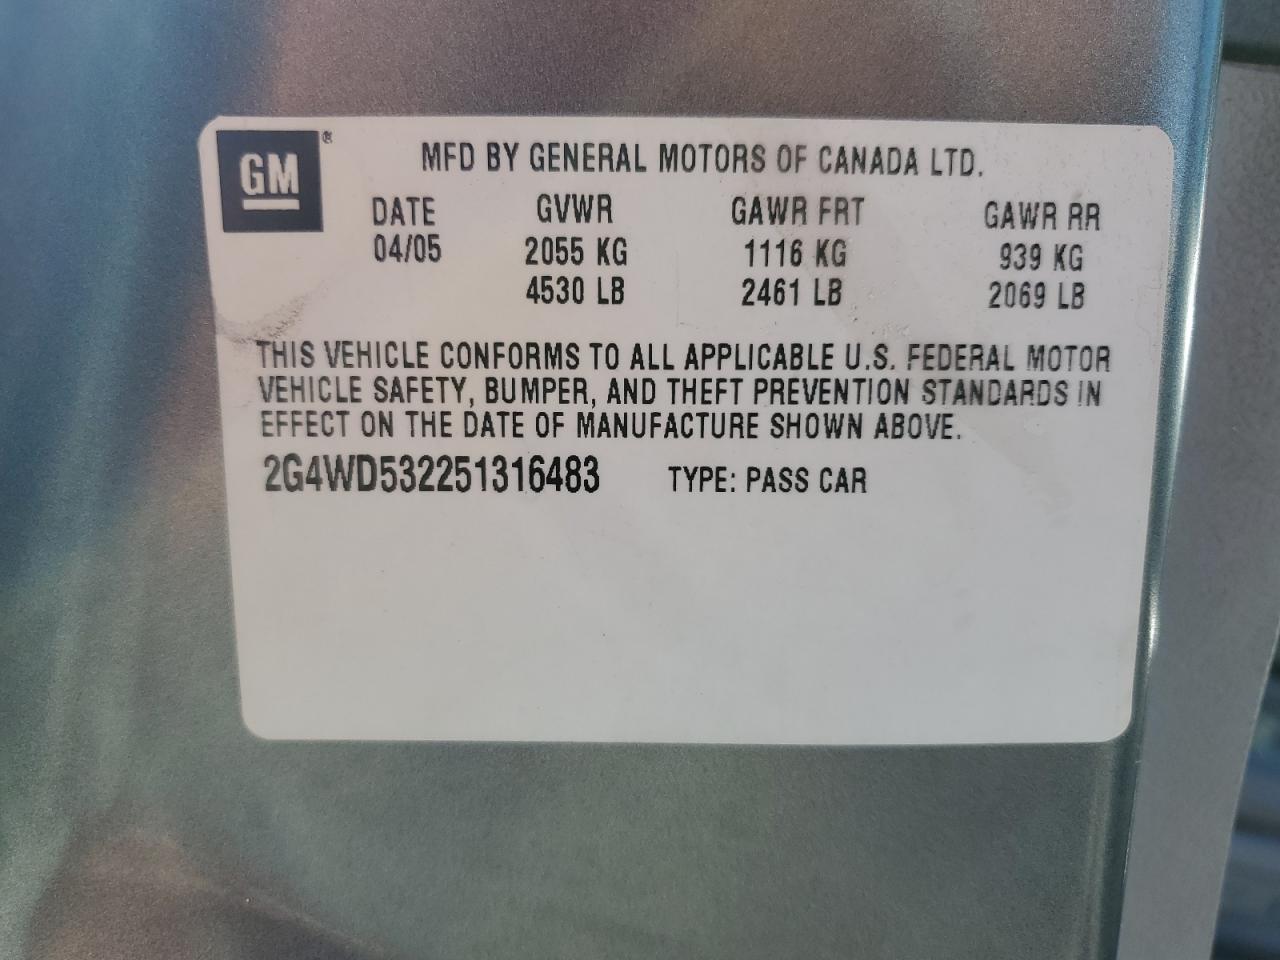 GM ®
MFD BY GENERAL MOTORS OF CANADA LTD.
DATE GVWR GAWR FRT GAWR RR
04/05 2055 KG 1116 KG 939 KG
4530 LB 2461 LB 2069 LB
THIS VEHICLE CONFORMS TO ALL APPLICABLE U.S. FEDERAL MOTOR
VEHICLE SAFETY, BUMPER, AND THEFT PREVENTION STANDARDS IN
EFFECT ON THE DATE OF MANUFACTURE SHOWN ABOVE.
2G4WD532251316483 TYPE: PASS CAR